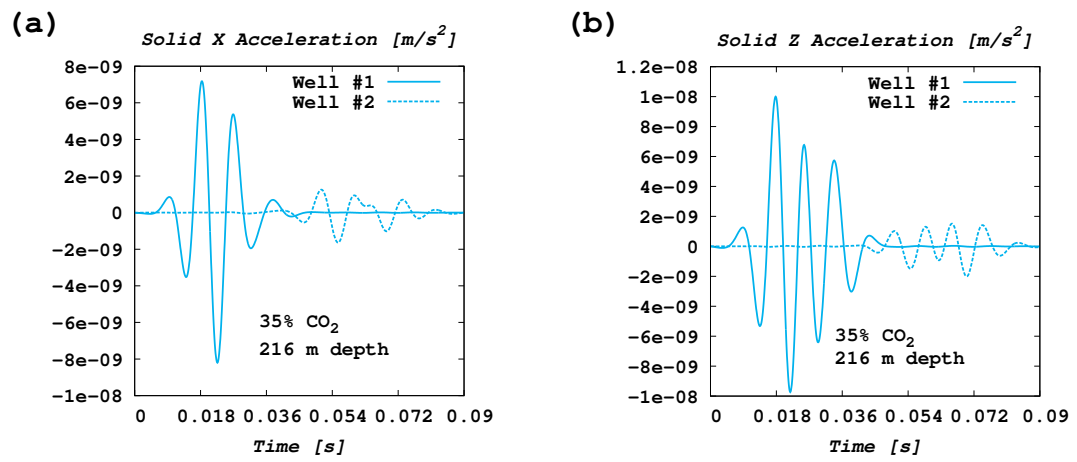 (a)
Solid X Acceleration [m/s²]
8e−09
6e−09
4e−09
2e−09
0
−2e−09
−4e−09
−6e−09
−8e−09
−1e−08
Well #1
Well #2
35% CO₂
216 m depth
0 0.018 0.036 0.054 0.072 0.09
Time [s]
(b)
Solid Z Acceleration [m/s²]
1.2e−08
1e−08
8e−09
6e−09
4e−09
2e−09
0
−2e−09
−4e−09
−6e−09
−8e−09
−1e−08
Well #1
Well #2
35% CO₂
216 m depth
0 0.018 0.036 0.054 0.072 0.09
Time [s]